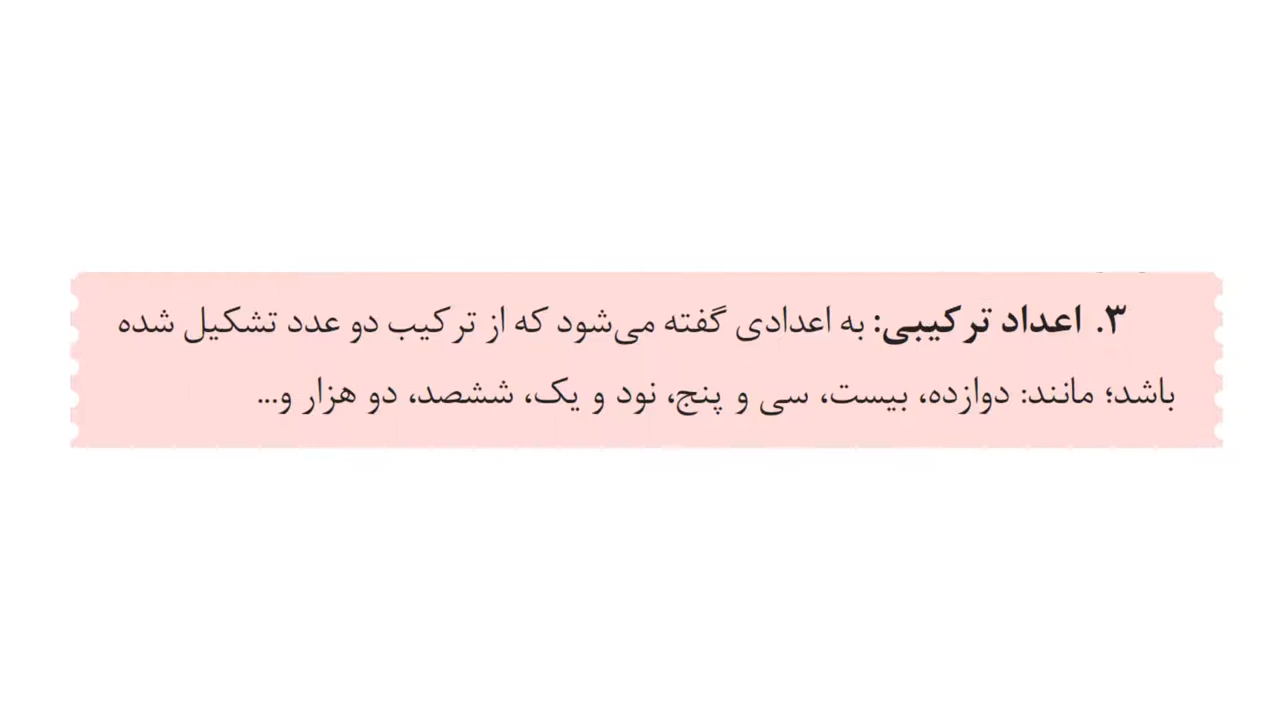 ۳. اعداد ترکیبی: به اعدادی گفته می‌شود که از ترکیب دو عدد تشکیل شده
باشد؛ مانند: دوازده، بیست، سی و پنج، نود و یک، ششصد، دو هزار و...